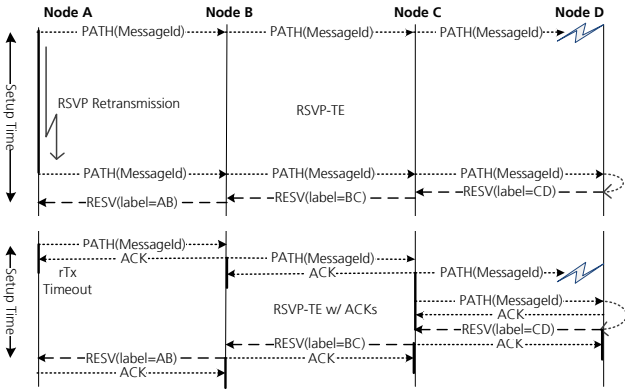 Node A Node B Node C Node D
PATH(MessageId) PATH(MessageId) PATH(MessageId)
Setup Time
RSVP Retransmission
RSVP-TE
PATH(MessageId) PATH(MessageId) PATH(MessageId)
RESV(label=AB) RESV(label=BC) RESV(label=CD)
PATH(MessageId)
ACK PATH(MessageId)
ACK PATH(MessageId)
Setup Time
rTx
Timeout
PATH(MessageId)
RSVP-TE w/ ACKs
ACK
RESV(label=CD)
RESV(label=BC) ACK
RESV(label=AB) ACK
ACK